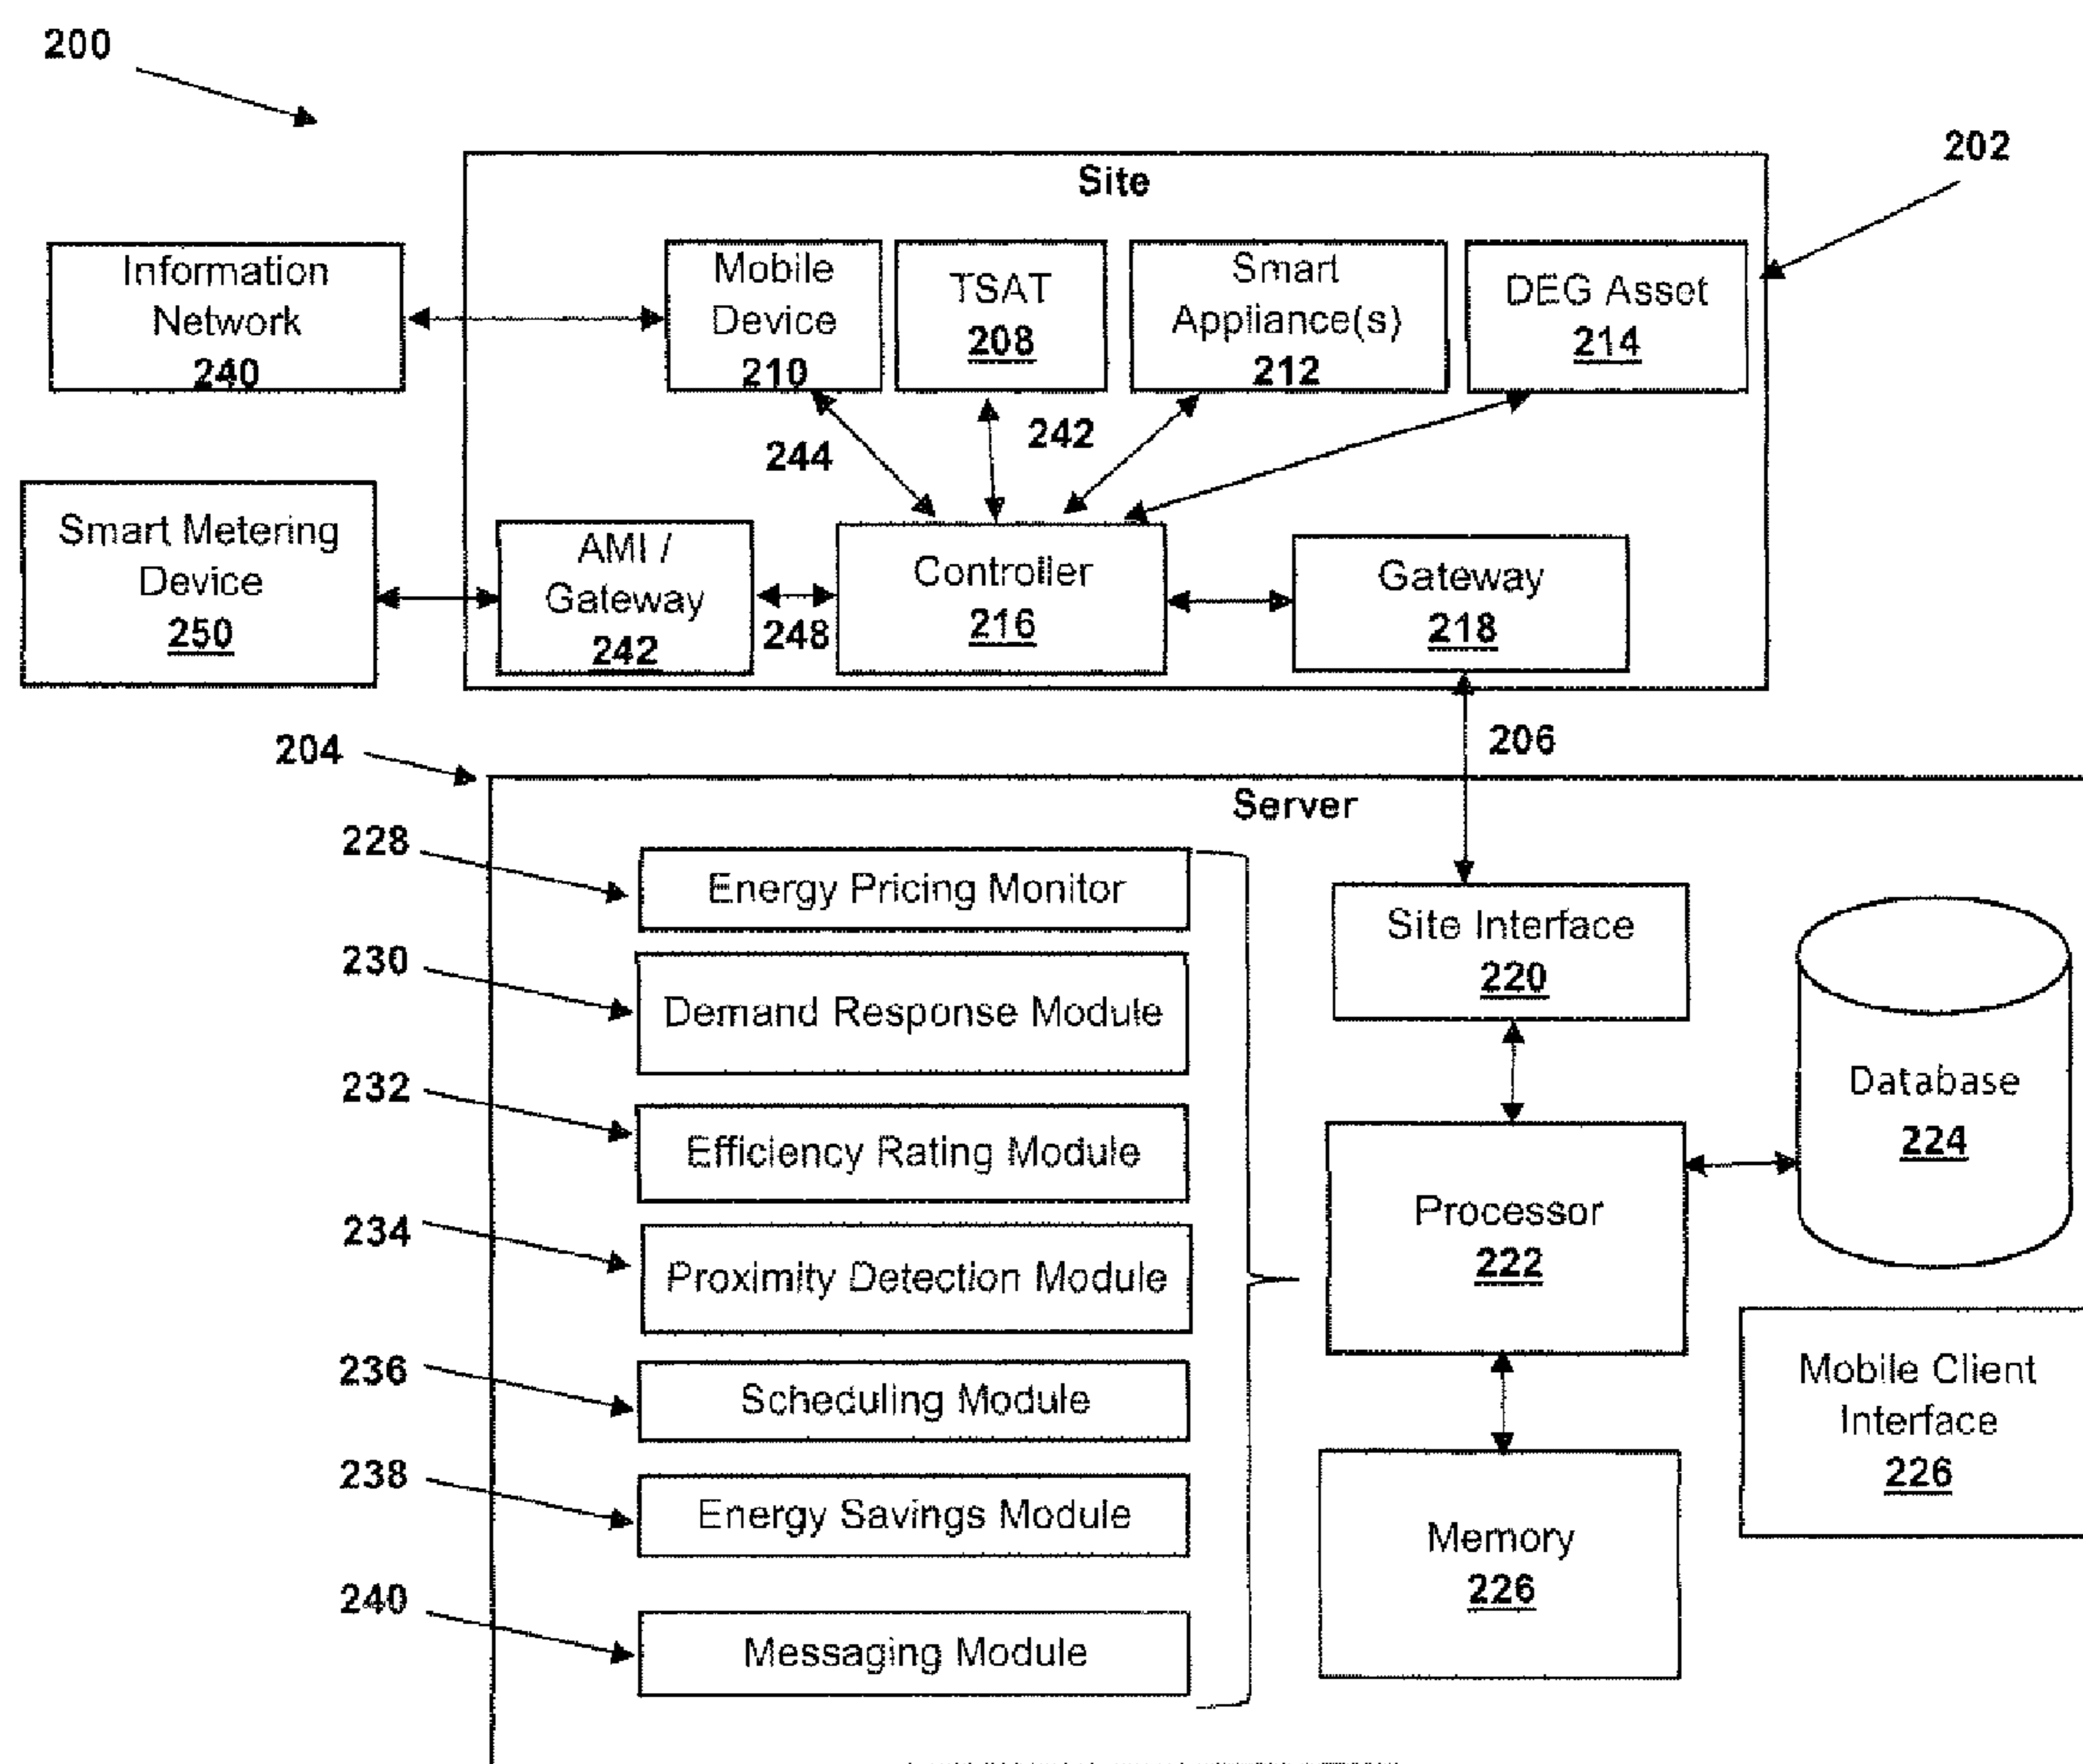 200
202
Site
Information
Network
240
Mobile
Device
210
TSAT
208
Smart
Appliance(s)
212
DEG Asset
214
244
242
Smart Metering
Device
250
AMI /
Gateway
242
248
Controller
216
Gateway
218
206
204
Server
228
Energy Pricing Monitor
230
Demand Response Module
232
Efficiency Rating Module
234
Proximity Detection Module
236
Scheduling Module
238
Energy Savings Module
240
Messaging Module
Site Interface
220
Processor
222
Database
224
Mobile Client
Interface
226
Memory
226